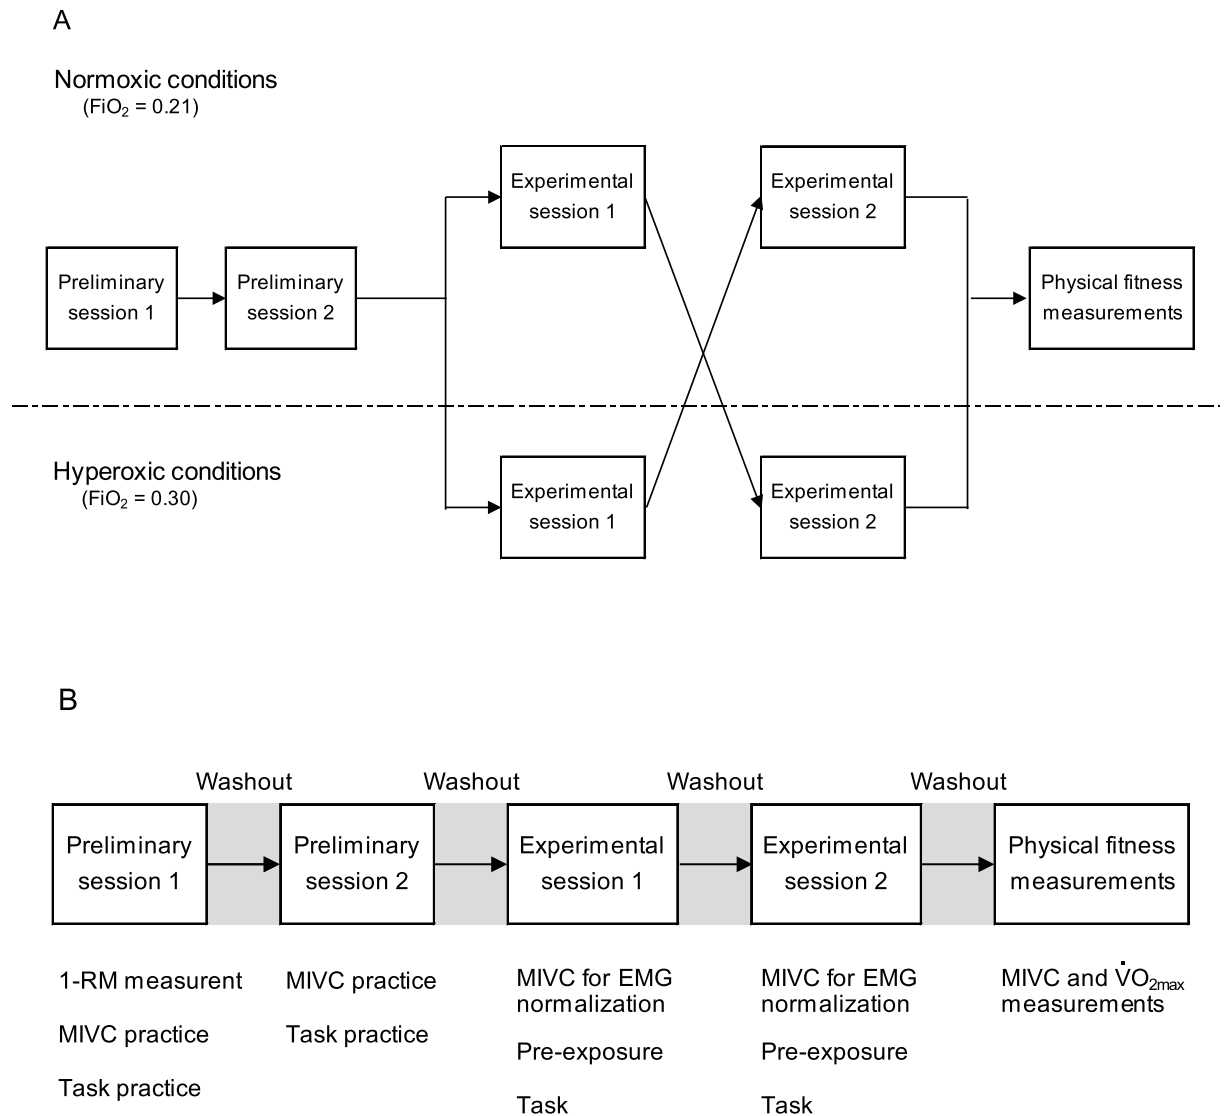 A
Normoxic conditions
(FiO2 = 0.21)
Experimental
session 1
Experimental
session 2
Preliminary
session 1
Preliminary
session 2
Physical fitness
measurements
Hyperoxic conditions
(FiO2 = 0.30)
Experimental
session 1
Experimental
session 2
B
Washout
Washout
Washout
Washout
Preliminary
session 1
Preliminary
session 2
Experimental
session 1
Experimental
session 2
Physical fitness
measurements
1-RM measurent
MIVC practice
Task practice
MIVC practice
Task practice
MIVC for EMG
normalization
Pre-exposure
Task
MIVC for EMG
normalization
Pre-exposure
Task
MIVC and V̇O2max
measurements